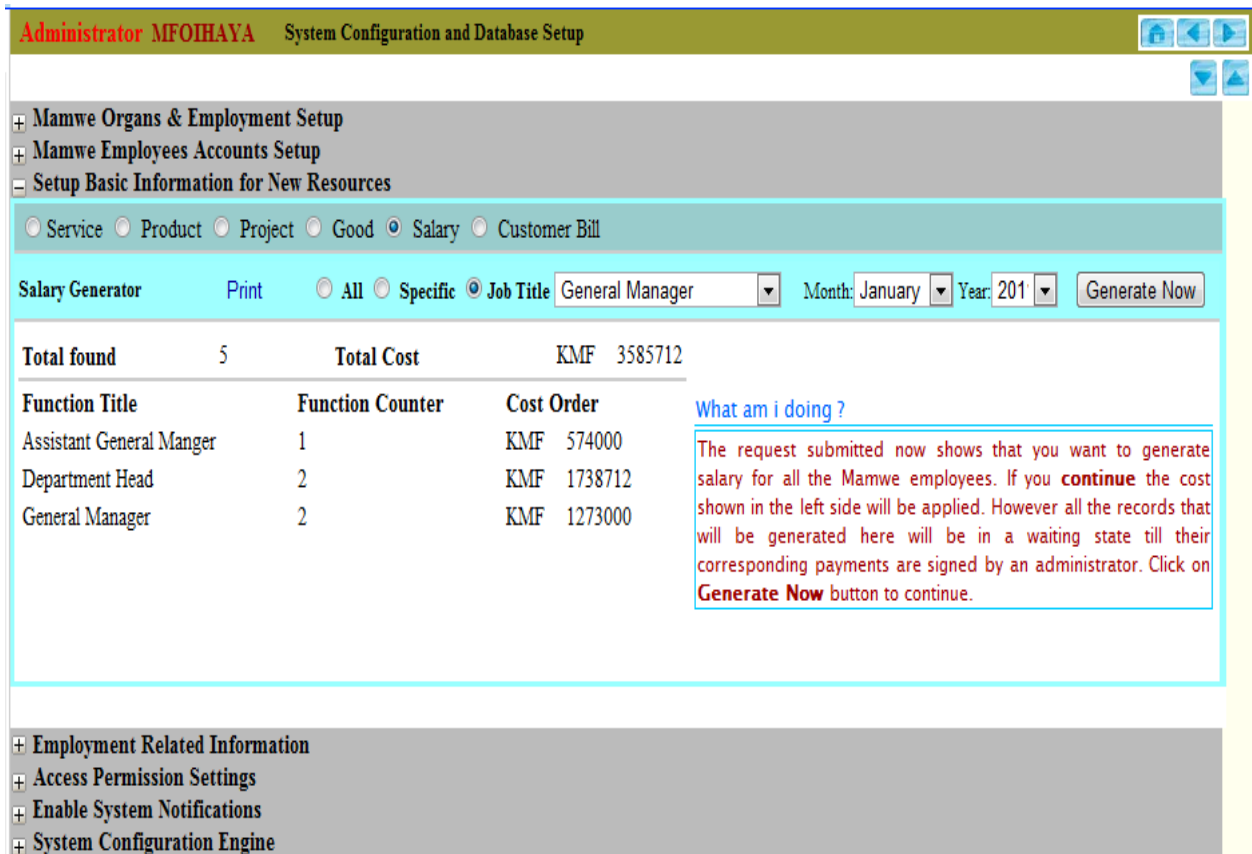 Administrator MFOIHAYA System Configuration and Database Setup
Mamwe Organs & Employment Setup
Mamwe Employees Accounts Setup
Setup Basic Information for New Resources
Service Product Project Good Salary Customer Bill
Salary Generator Print All Specific Job Title General Manager Month: January Year: 201 Generate Now
Total found 5 Total Cost KMF 3585712
Function Title Function Counter Cost Order
Assistant General Manger 1 KMF 574000
Department Head 2 KMF 1738712
General Manager 2 KMF 1273000
What am i doing ?
The request submitted now shows that you want to generate
salary for all the Mamwe employees. If you continue the cost
shown in the left side will be applied. However all the records that
will be generated here will be in a waiting state till their
corresponding payments are signed by an administrator. Click on
Generate Now button to continue.
Employment Related Information
Access Permission Settings
Enable System Notifications
System Configuration Engine